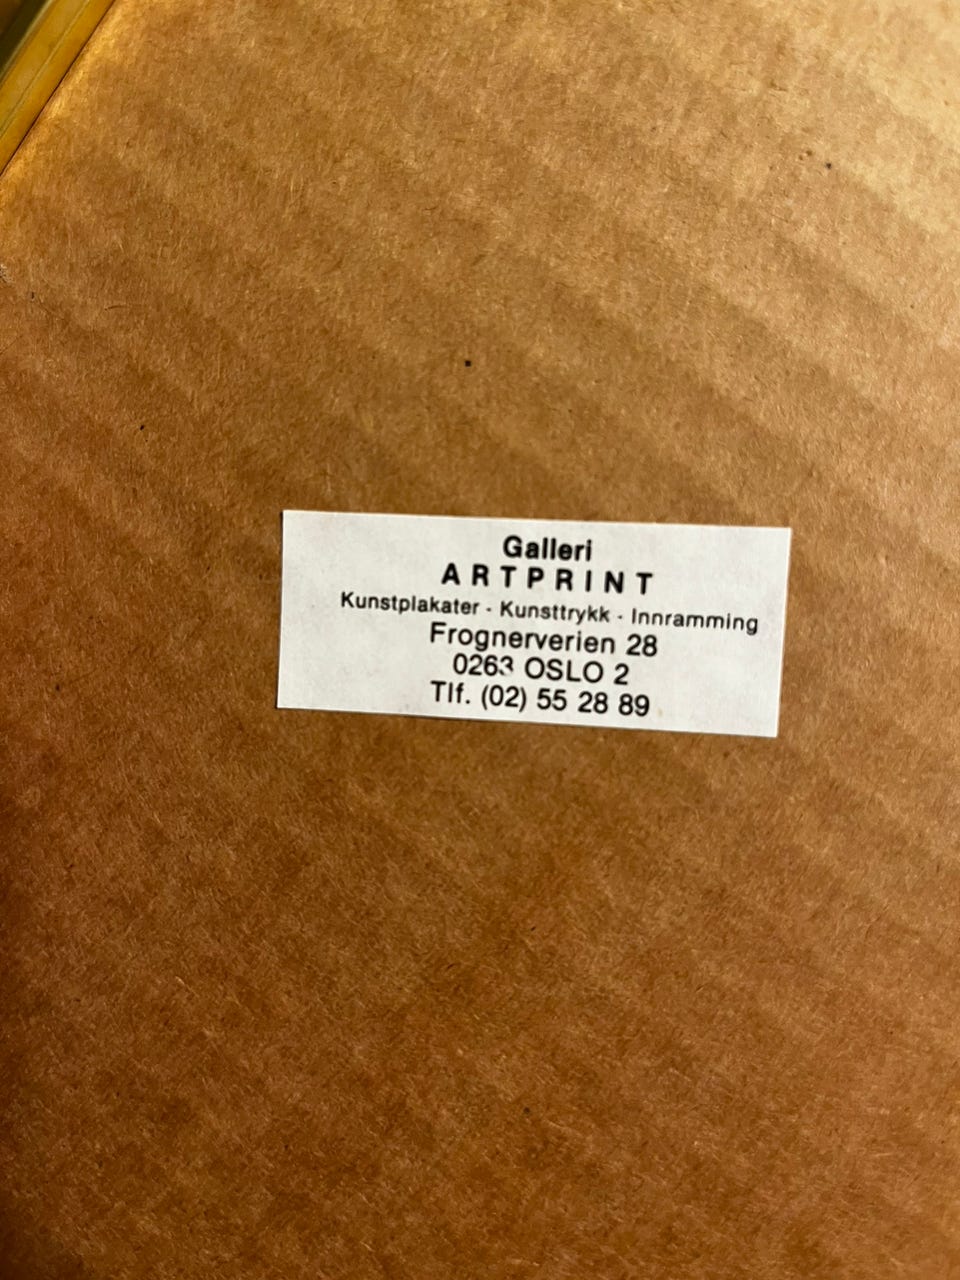 Galleri
ARTPRINT
Kunstplakater - Kunsttrykk - Innramming
Frognerverien 28
0263 OSLO 2
Tlf. (02) 55 28 89